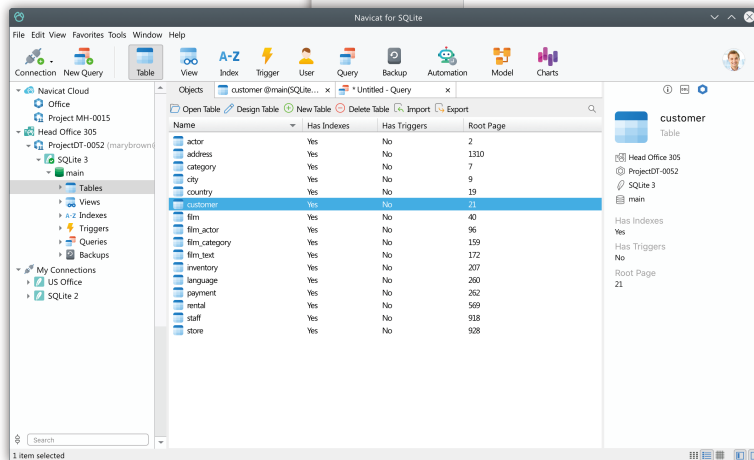 Navicat for SQLite
File Edit View Favorites Tools Window Help
Connection New Query Table View Index Trigger User Query Backup Automation Model Charts
A-Z
Objects customer @main(SQLite... × * Untitled - Query ×
Open Table Design Table New Table Delete Table Import Export
Name Has Indexes Has Triggers Root Page
actor Yes No 2
address Yes No 1310
category Yes No 7
city Yes No 9
country Yes No 19
customer Yes No 21
film Yes No 40
film_actor Yes No 96
film_category Yes No 159
film_text Yes No 172
inventory Yes No 207
language Yes No 260
payment Yes No 262
rental Yes No 569
staff Yes No 918
store Yes No 928
Navicat Cloud
Office
Project MH-0015
Head Office 305
ProjectDT-0052 (marybrown
SQLite 3
main
Tables
Views
A-Z Indexes
Triggers
Queries
Backups
My Connections
US Office
SQLite 2
Search
1 item selected
customer
Table
Head Office 305
ProjectDT-0052
SQLite 3
main
Has Indexes
Yes
Has Triggers
No
Root Page
21